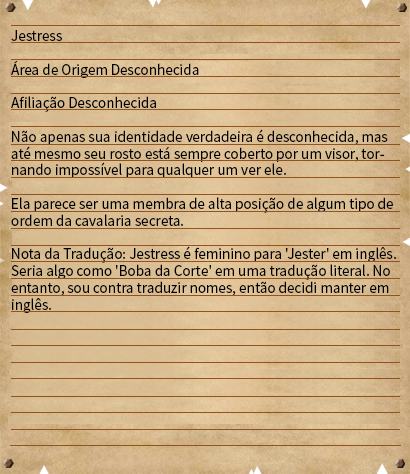 Jestress
Área de Origem Desconhecida
Afiliação Desconhecida
Não apenas sua identidade verdadeira é desconhecida, mas
até mesmo seu rosto está sempre coberto por um visor, tor-
nando impossível para qualquer um ver ele.
Ela parece ser uma membra de alta posição de algum tipo de
ordem da cavalaria secreta.
Nota da Tradução: Jestress é feminino para 'Jester' em inglês.
Seria algo como 'Boba da Corte' em uma tradução literal. No
entanto, sou contra traduzir nomes, então decidi manter em
inglês.